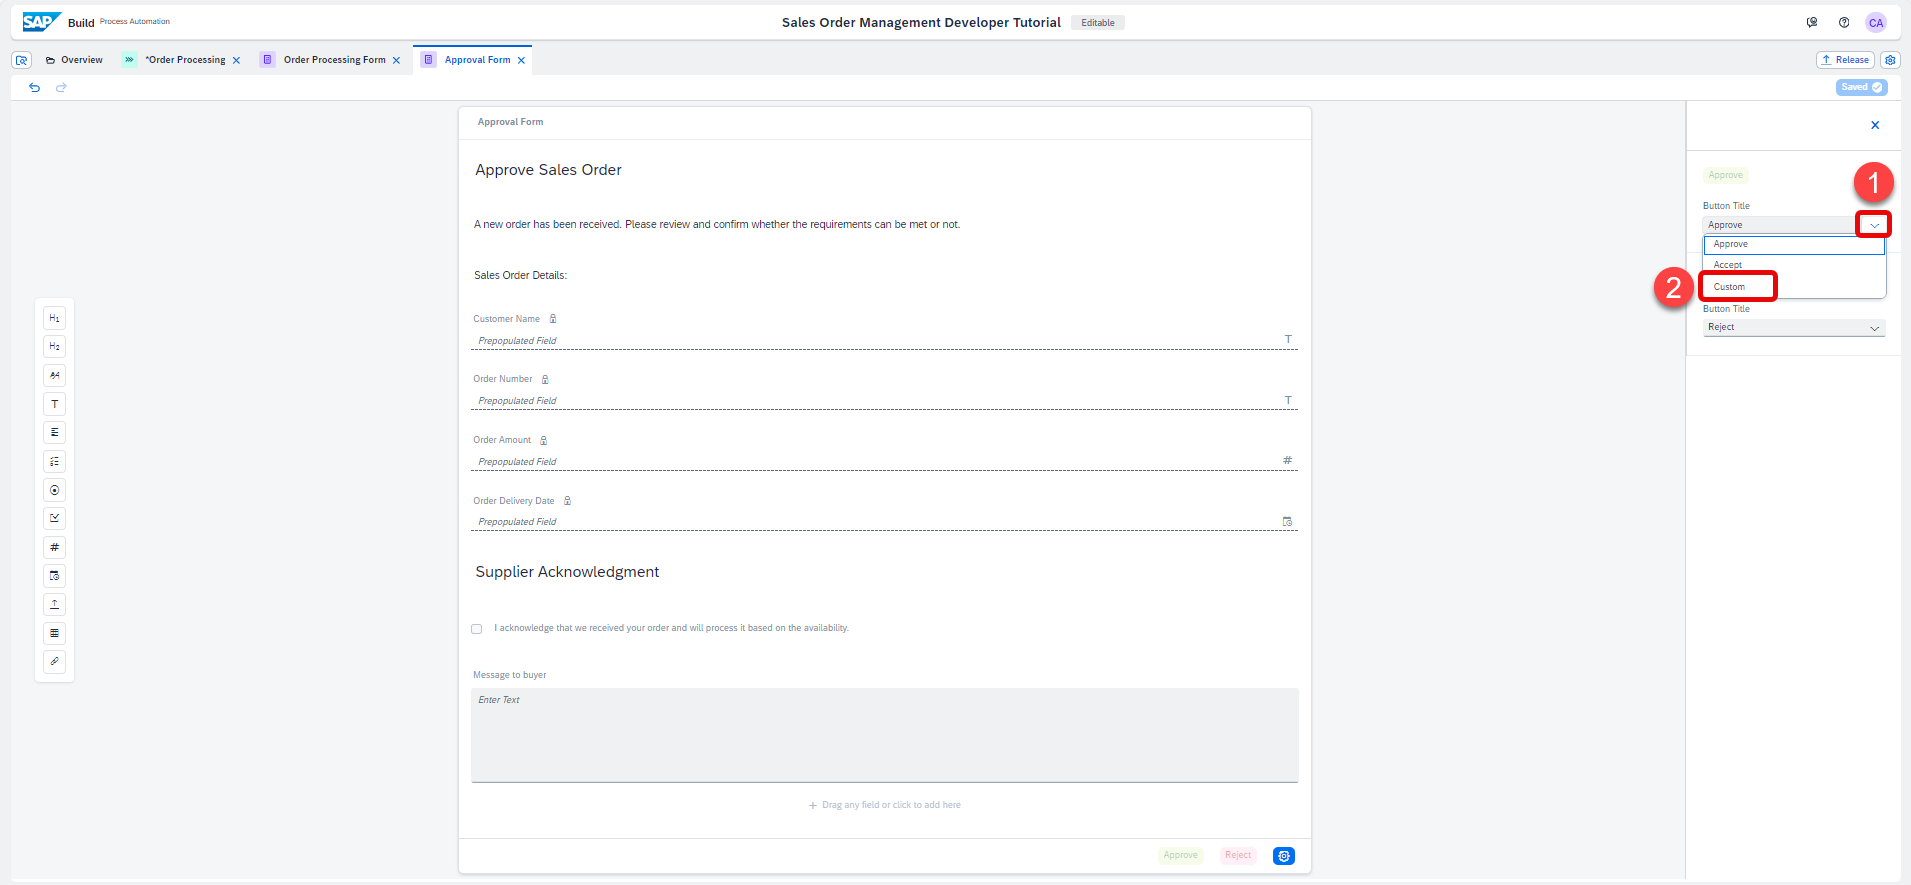 SAP Build Process Automation
Sales Order Management Developer Tutorial Editable
CA
Overview *Order Processing Order Processing Form Approval Form
Release
Saved
Approval Form
Approve Sales Order
A new order has been received. Please review and confirm whether the requirements can be met or not.
Sales Order Details:
Customer Name
Prepopulated Field T
Order Number
Prepopulated Field T
Order Amount
Prepopulated Field #
Order Delivery Date
Prepopulated Field
Supplier Acknowledgment
I acknowledge that we received your order and will process it based on the availability.
Message to buyer
Enter Text
+ Drag any field or click to add here
Approve Reject
H1
H2
T
#
Approve
1
Button Title
Approve
Approve
Accept
2
Custom
Button Title
Reject